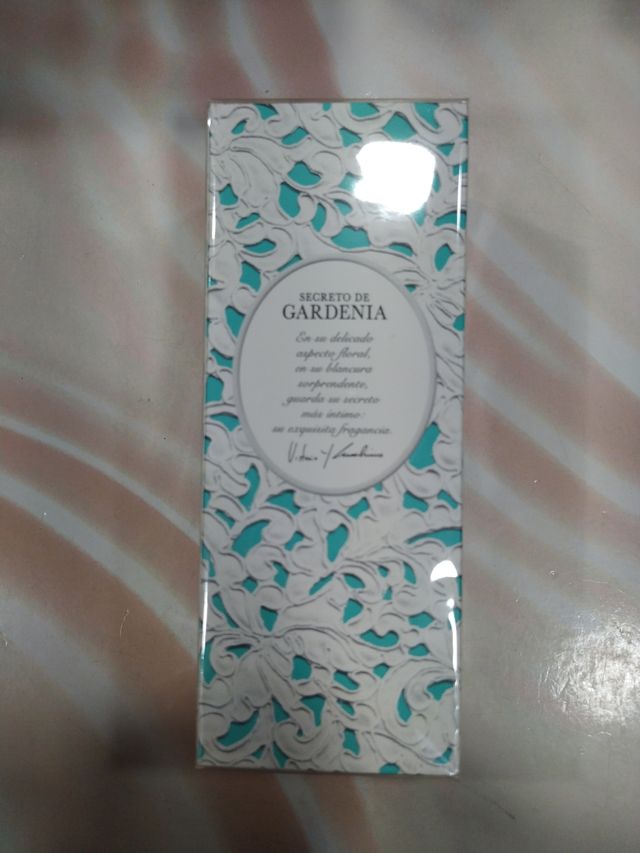 SECRETO DE
GARDENIA
En su delicado
aspecto floral,
en su blancura
sorprendente,
guarda su secreto
más íntimo:
su exquisita fragancia.